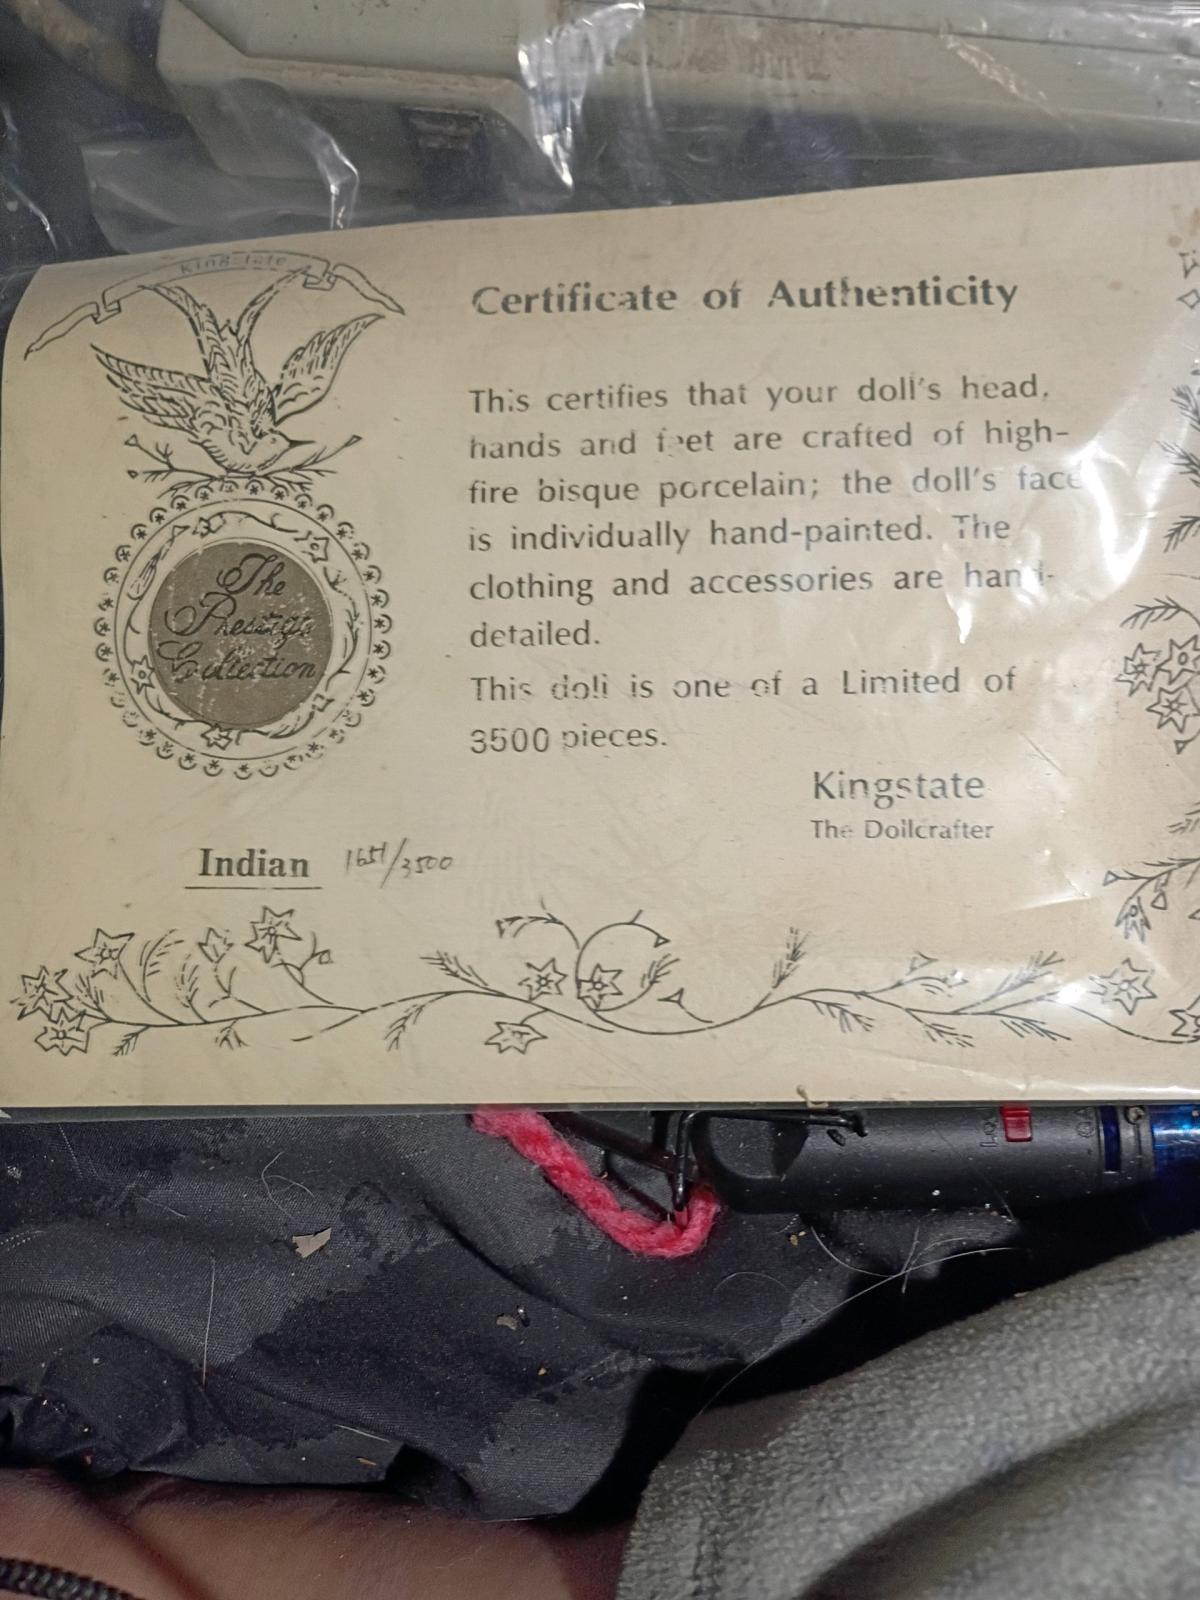 Kingstate
The
Prestige
Collection
Certificate of Authenticity
This certifies that your doll's head,
hands and feet are crafted of high-
fire bisque porcelain; the doll's face
is individually hand-painted. The
clothing and accessories are hand-
detailed.
This doll is one of a Limited of
3500 pieces.
Kingstate
The Dollcrafter
Indian 1651/3500